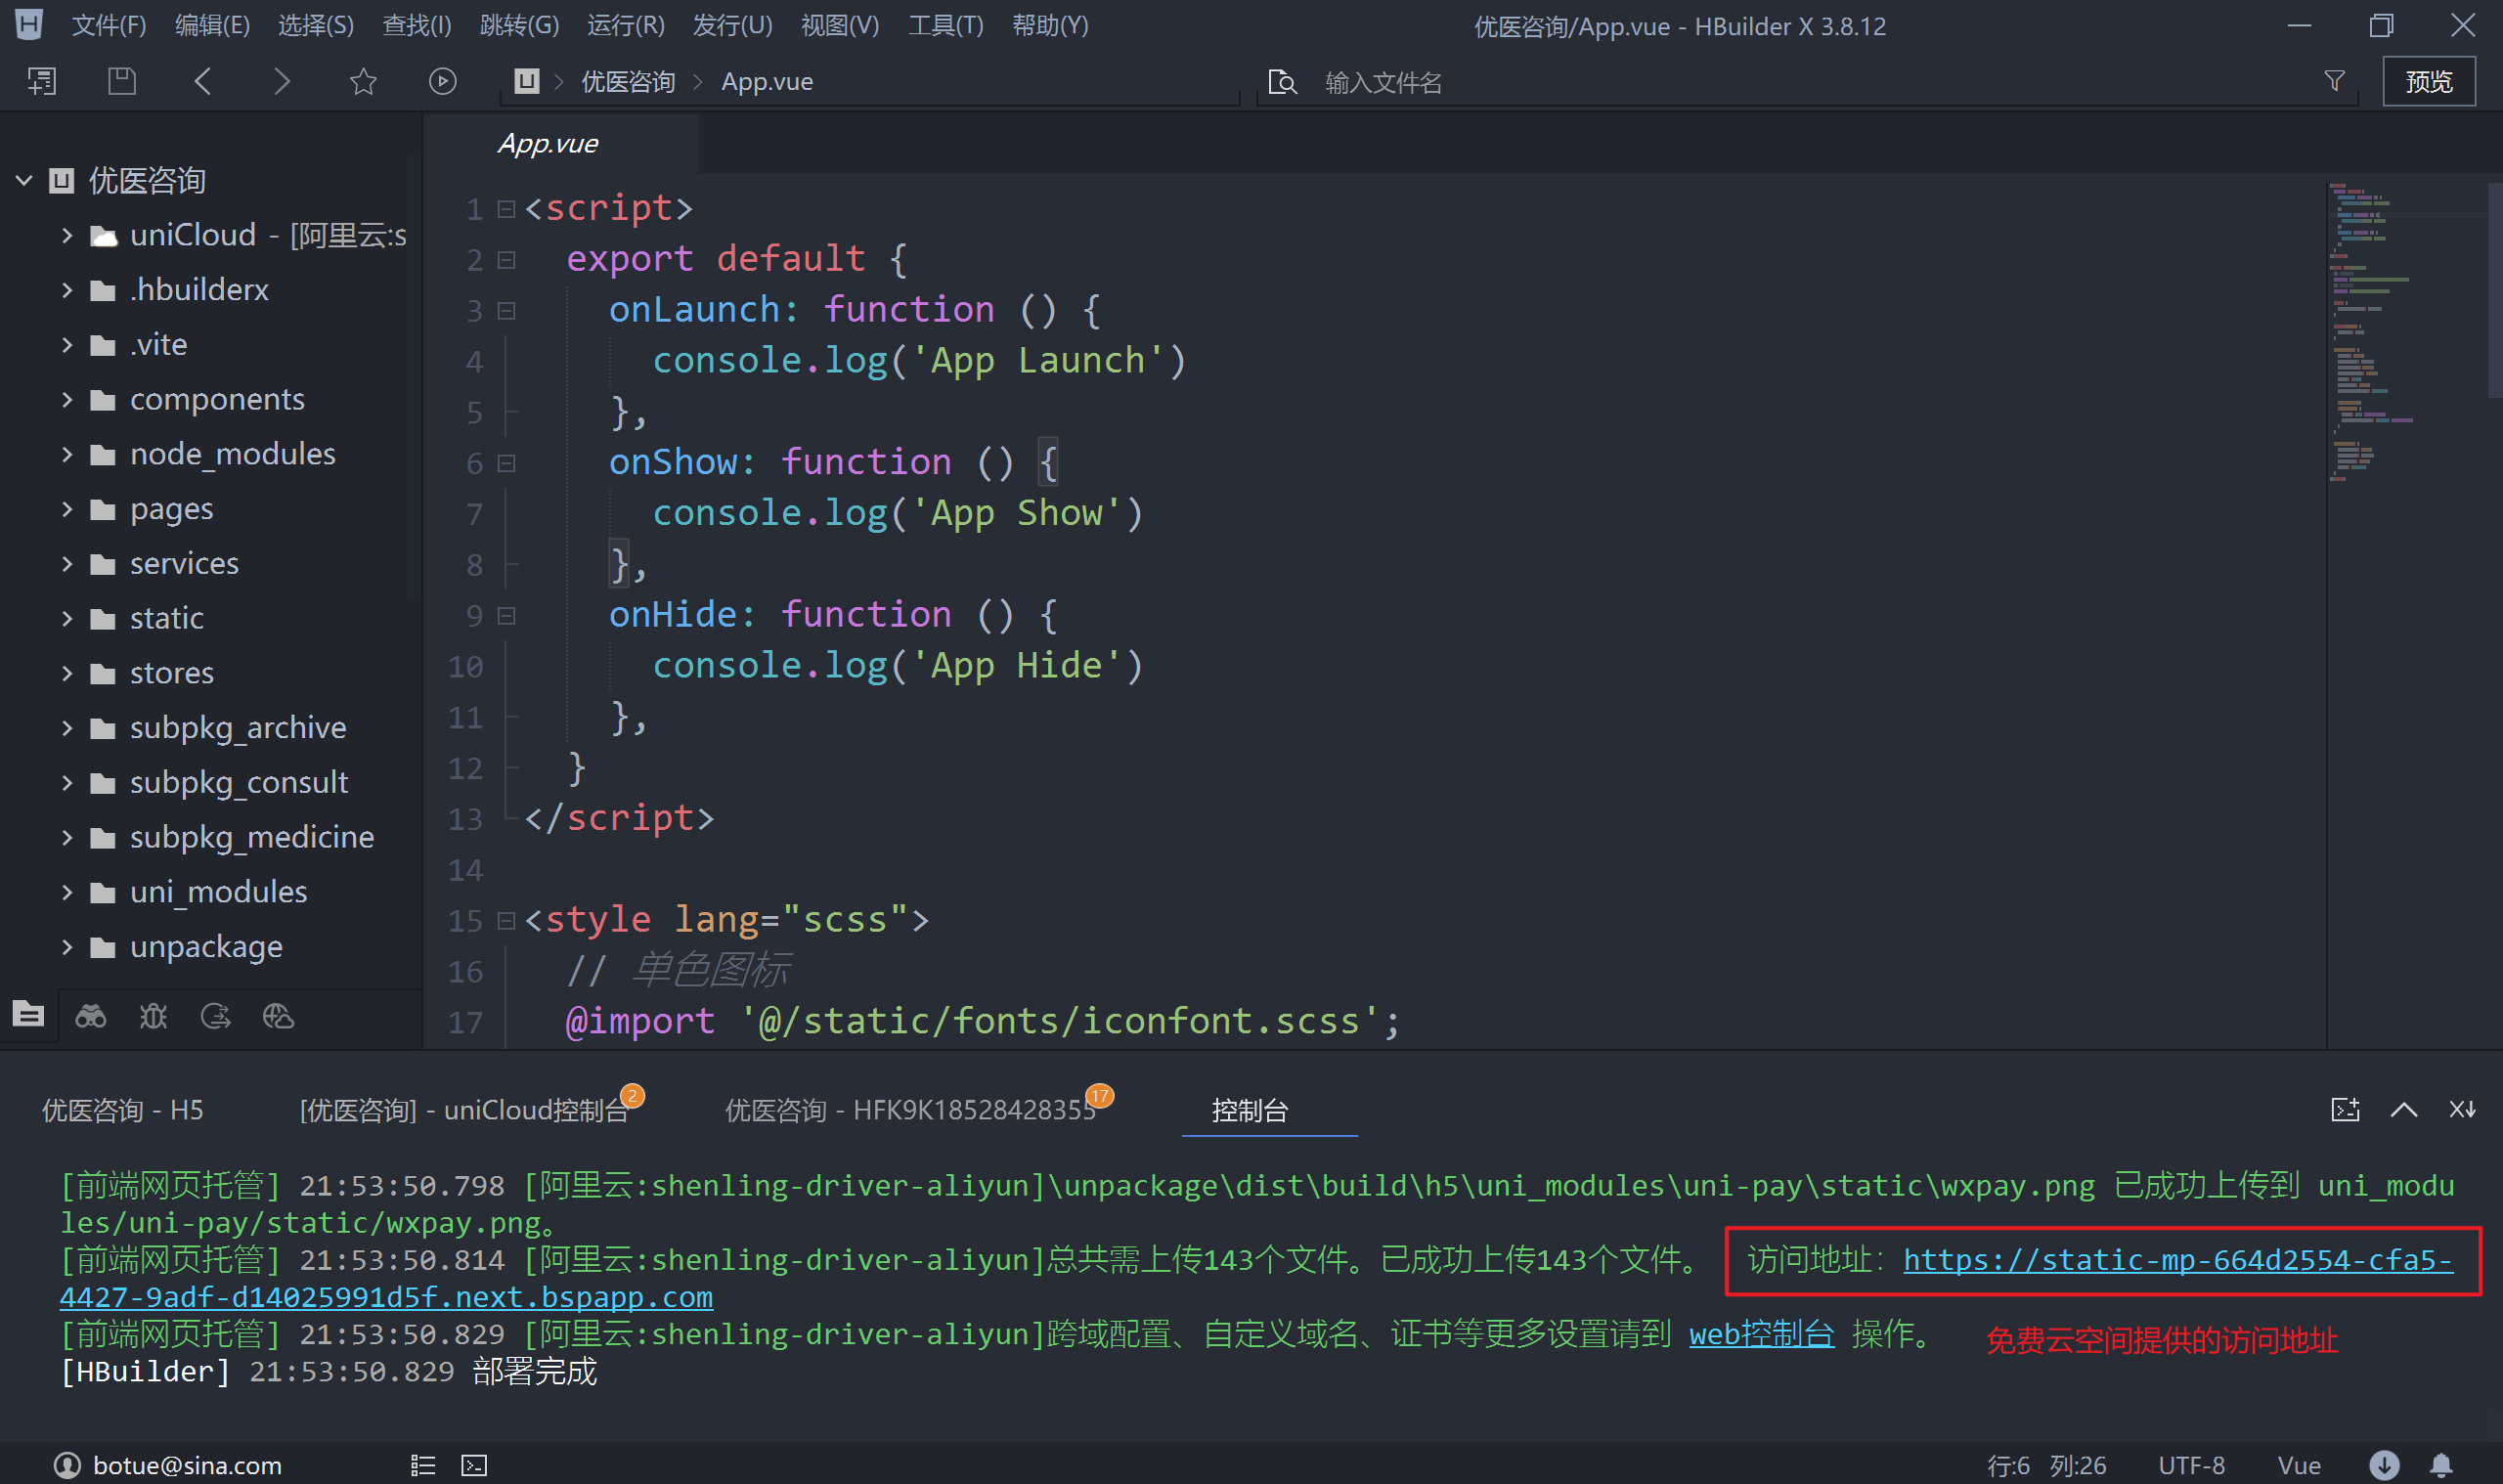 文件(F) 编辑(E) 选择(S) 查找(I) 跳转(G) 运行(R) 发行(U) 视图(V) 工具(T) 帮助(Y) 优医咨询/App.vue - HBuilder X 3.8.12
优医咨询 App.vue 输入文件名 预览
App.vue
优医咨询
uniCloud - [阿里云:s
.hbuilderx
.vite
components
node_modules
pages
services
static
stores
subpkg_archive
subpkg_consult
subpkg_medicine
uni_modules
unpackage
1 <script>
2 export default {
3 onLaunch: function () {
4 console.log('App Launch')
5 },
6 onShow: function () {
7 console.log('App Show')
8 },
9 onHide: function () {
10 console.log('App Hide')
11 },
12 }
13 </script>
14
15 <style lang="scss">
16 // 单色图标
17 @import '@/static/fonts/iconfont.scss';
优医咨询 - H5 [优医咨询] - uniCloud控制台 2 优医咨询 - HFK9K18528428355 17 控制台
[前端网页托管] 21:53:50.798 [阿里云:shenling-driver-aliyun]\unpackage\dist\build\h5\uni_modules\uni-pay\static\wxpay.png 已成功上传到 uni_modu
les/uni-pay/static/wxpay.png。
[前端网页托管] 21:53:50.814 [阿里云:shenling-driver-aliyun]总共需上传143个文件。已成功上传143个文件。 访问地址：https://static-mp-664d2554-cfa5-
4427-9adf-d14025991d5f.next.bspapp.com
[前端网页托管] 21:53:50.829 [阿里云:shenling-driver-aliyun]跨域配置、自定义域名、证书等更多设置请到 web控制台 操作。
免费云空间提供的访问地址
[HBuilder] 21:53:50.829 部署完成
botue@sina.com 行:6 列:26 UTF-8 Vue